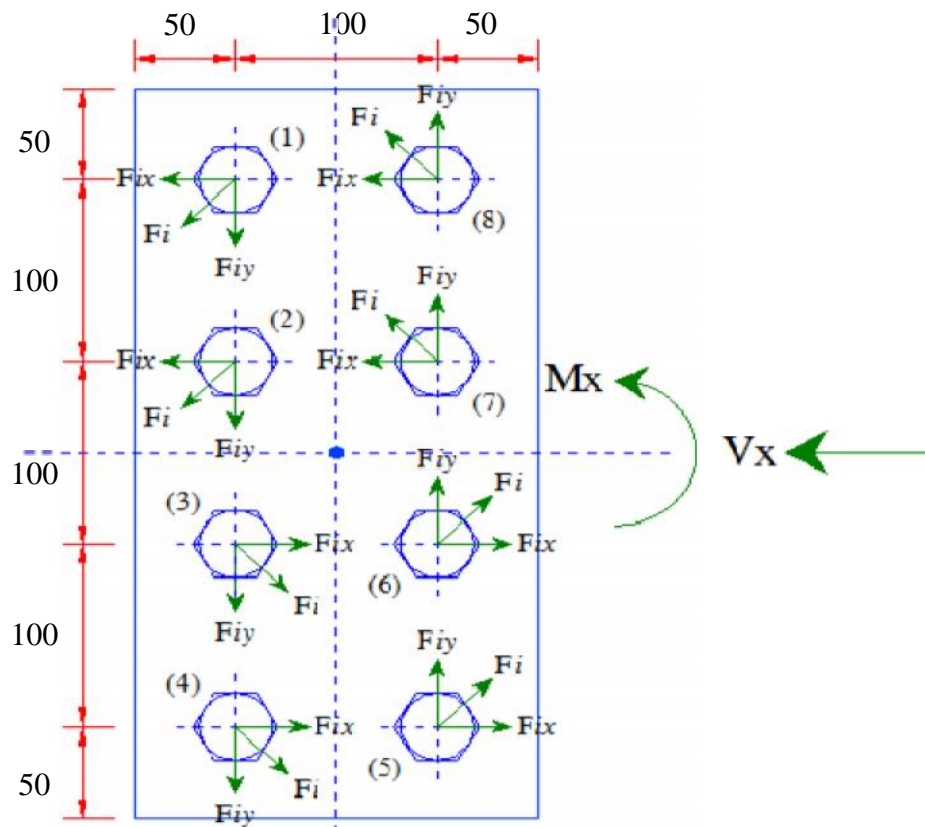 50 100 50
50
(1)
Fiy
Fi
Fix
Fix
Fi
(8)
Fiy
100
(2)
Fiy
Fi
Fix
Fix
Fi
(7)
Mx
Fiy
Fiy
Vx
100
(3)
Fi
Fix
Fix
Fi
(6)
Fiy
Fiy
100
(4)
Fi
Fix
Fix
Fi
(5)
50
Fiy